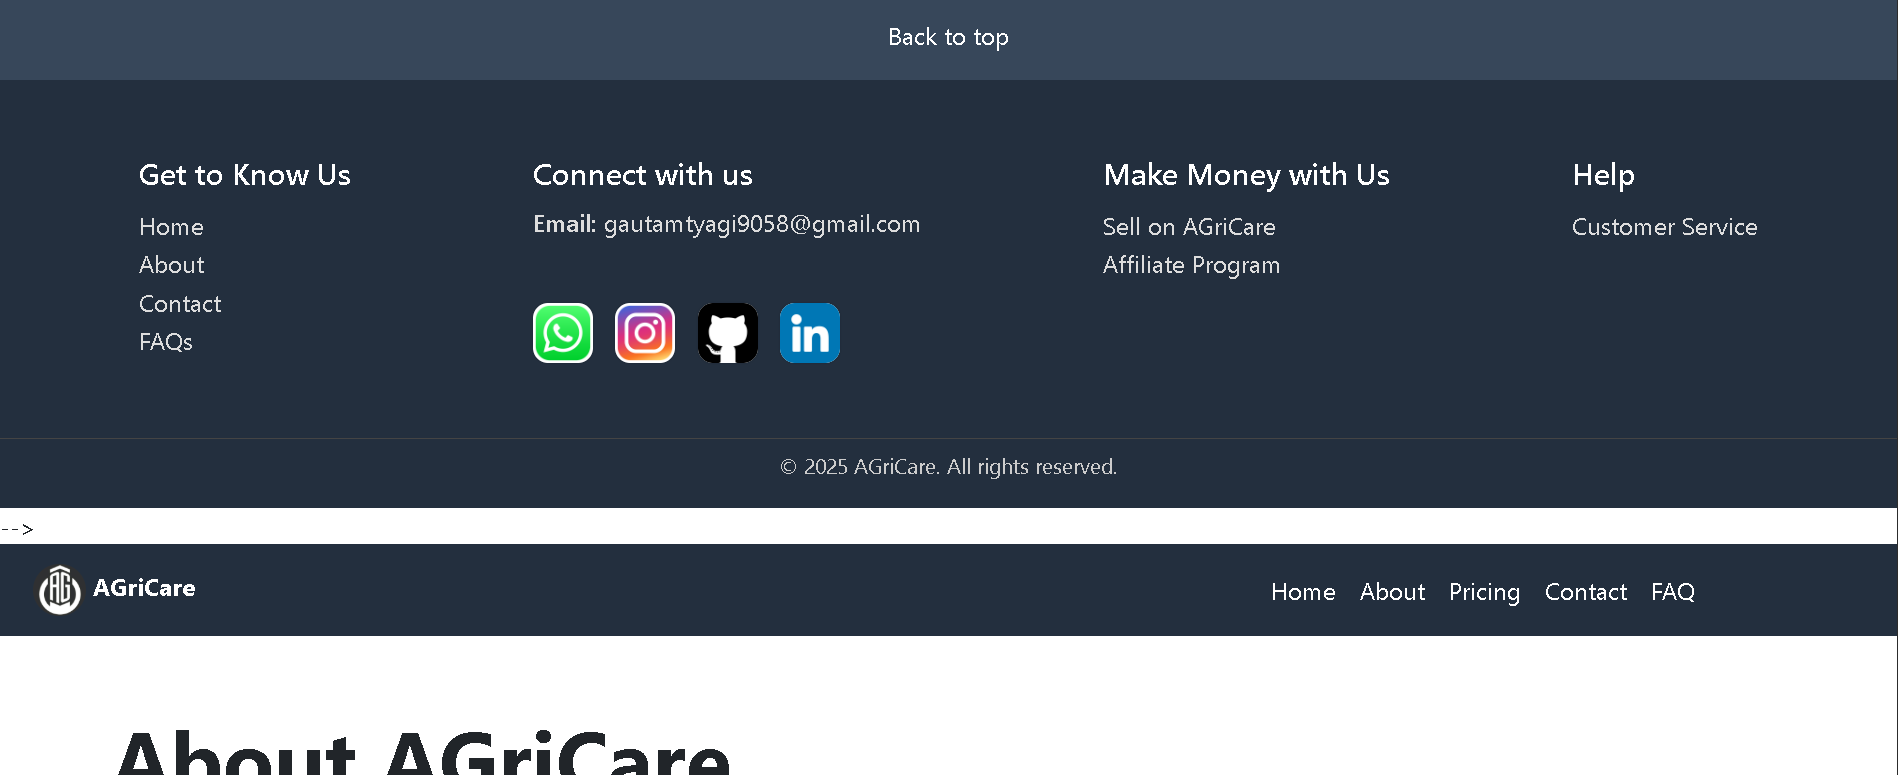 Back to top
Get to Know Us
Home
About
Contact
FAQs
Connect with us
Email: gautamtyagi9058@gmail.com
in
Make Money with Us
Sell on AGriCare
Affiliate Program
Help
Customer Service
© 2025 AGriCare. All rights reserved.
-->
AG AGriCare
Home About Pricing Contact FAQ
About AGriCare